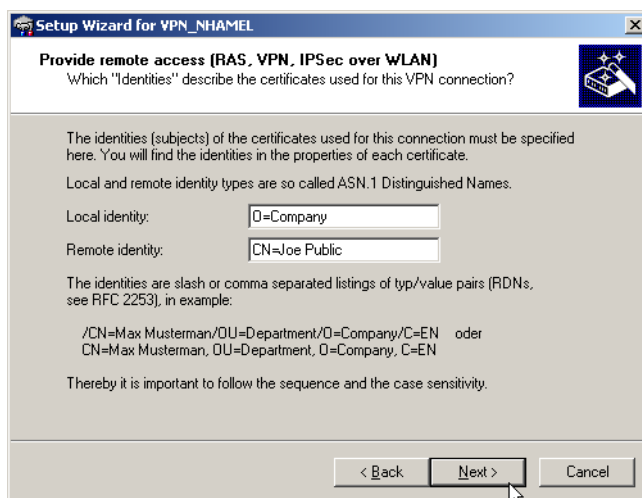 Setup Wizard for VPN_NHAMEL
Provide remote access (RAS, VPN, IPSec over WLAN)
Which "Identities" describe the certificates used for this VPN connection?
The identities (subjects) of the certificates used for this connection must be specified
here. You will find the identities in the properties of each certificate.
Local and remote identity types are so called ASN.1 Distinguished Names.
Local identity: O=Company
Remote identity: CN=Joe Public
The identities are slash or comma separated listings of typ/value pairs (RDNs,
see RFC 2253), in example:
/CN=Max Musterman/OU=Department/O=Company/C=EN oder
CN=Max Musterman, OU=Department, O=Company, C=EN
Thereby it is important to follow the sequence and the case sensitivity.
< Back Next > Cancel